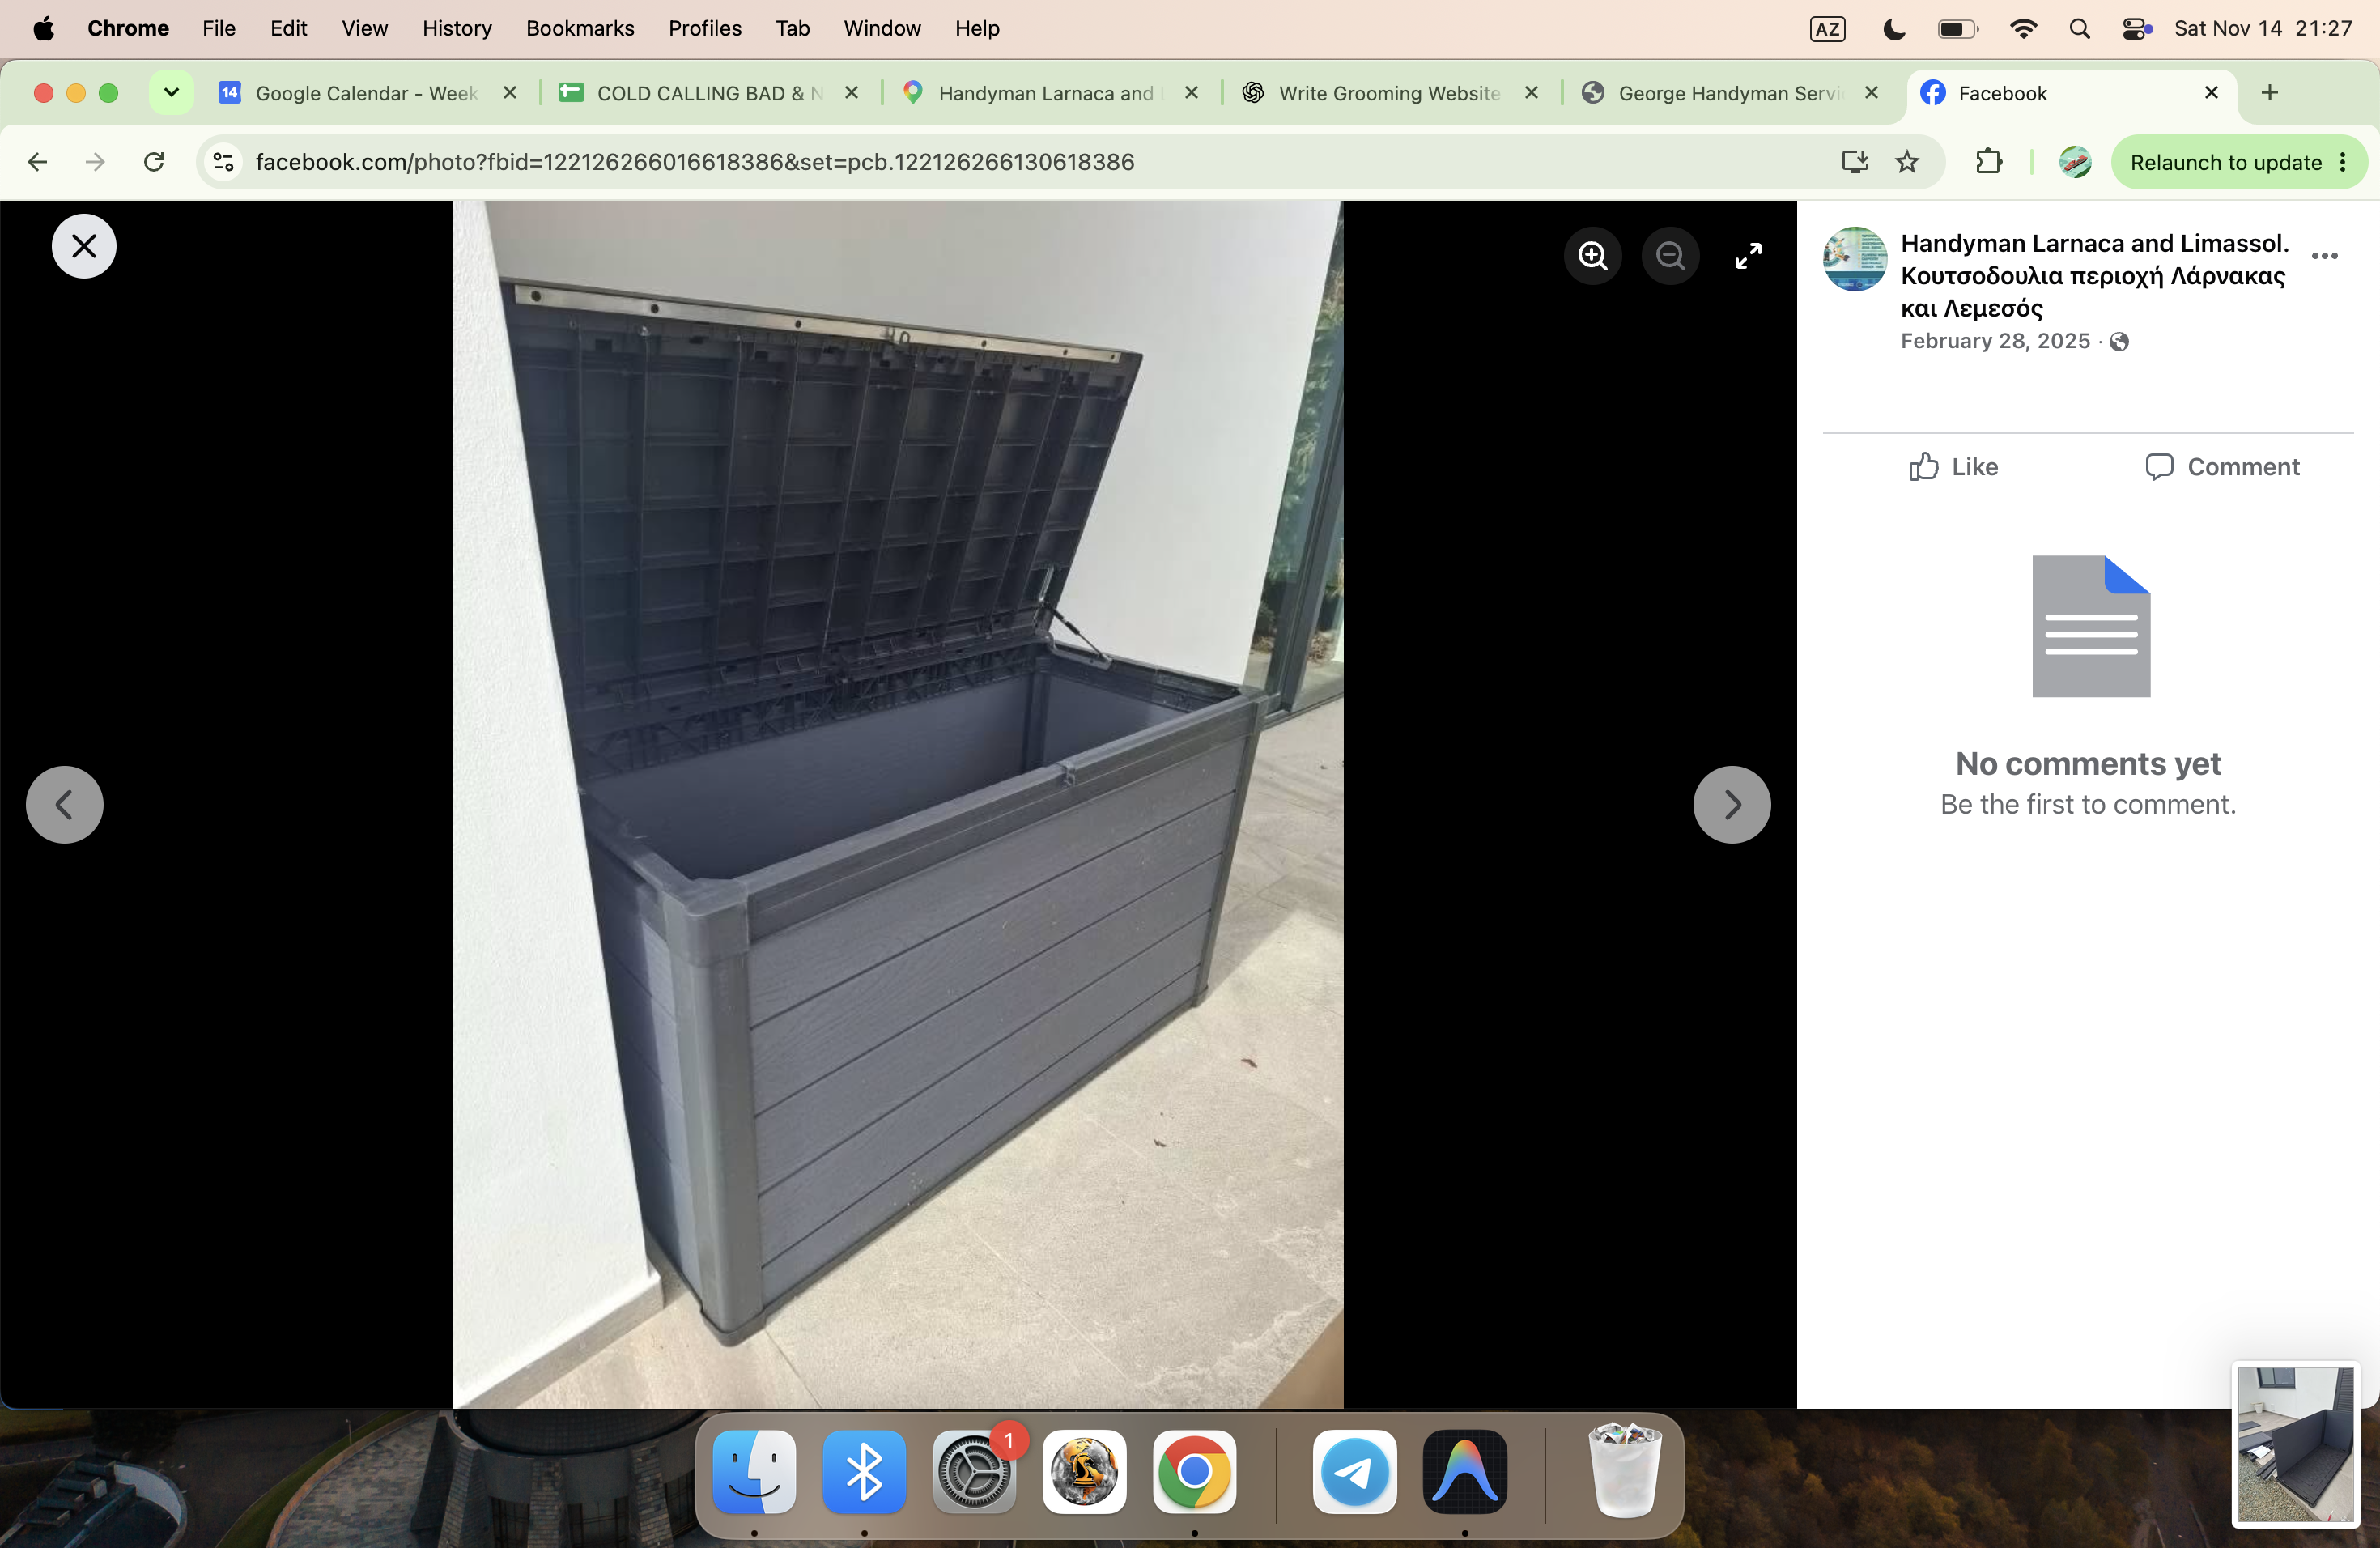 Chrome File Edit View History Bookmarks Profiles Tab Window Help AZ Sat Nov 14 21:27
14 Google Calendar - Week COLD CALLING BAD & N Handyman Larnaca and Write Grooming Website George Handyman Servi Facebook
facebook.com/photo?fbid=122126266016618386&set=pcb.122126266130618386 Relaunch to update
Handyman Larnaca and Limassol.
Κουτσοδουλια περιοχή Λάρνακας
και Λεμεσός
February 28, 2025 ·
Like Comment
No comments yet
Be the first to comment.
1